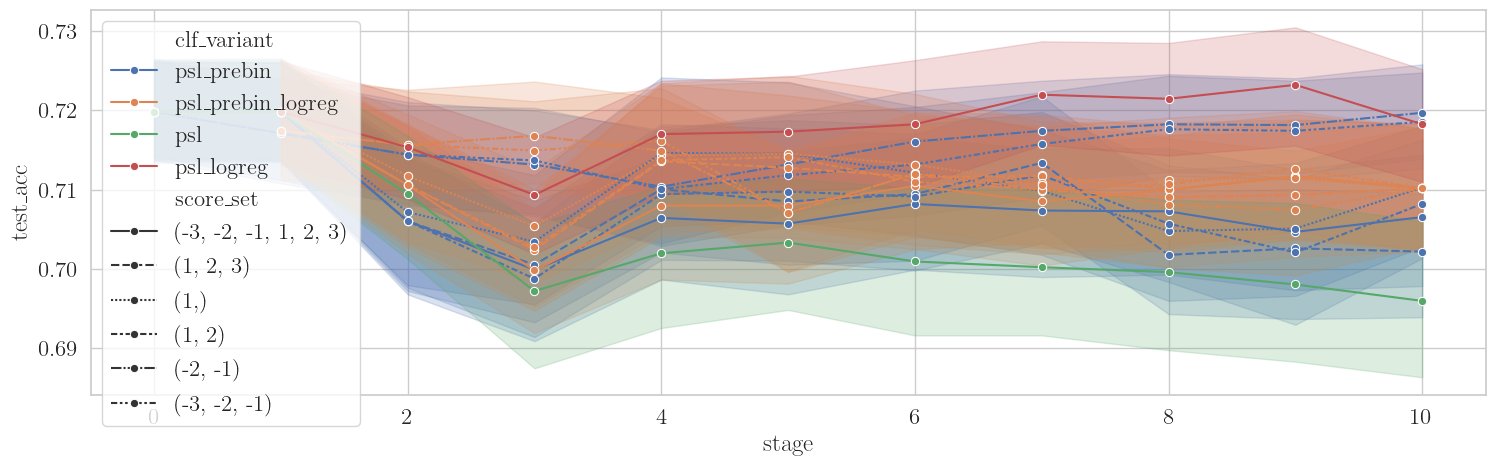 0.73
0.72
0.71
0.70
0.69
test_acc
clf_variant
psl_prebin
psl_prebin_logreg
psl
psl_logreg
score_set
(-3, -2, -1, 1, 2, 3)
(1, 2, 3)
(1,)
(1, 2)
(-2, -1)
(-3, -2, -1)
0 2 4 6 8 10
stage